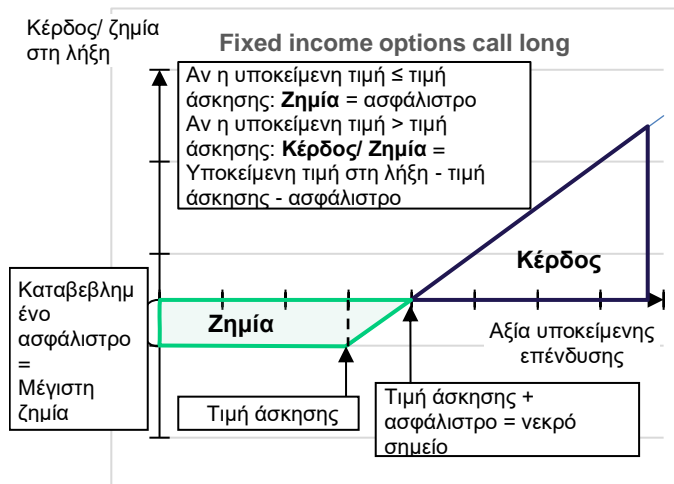 Κέρδος/ ζημία
στη λήξη
Fixed income options call long
Αν η υποκείμενη τιμή ≤ τιμή
άσκησης: Ζημία = ασφάλιστρο
Αν η υποκείμενη τιμή > τιμή
άσκησης: Κέρδος/ Ζημία =
Υποκείμενη τιμή στη λήξη - τιμή
άσκησης - ασφάλιστρο
Κέρδος
Καταβεβλημ
ένο
ασφάλιστρο
=
Μέγιστη
ζημία
Ζημία
Αξία υποκείμενης
επένδυσης
Τιμή άσκησης
Τιμή άσκησης +
ασφάλιστρο = νεκρό
σημείο